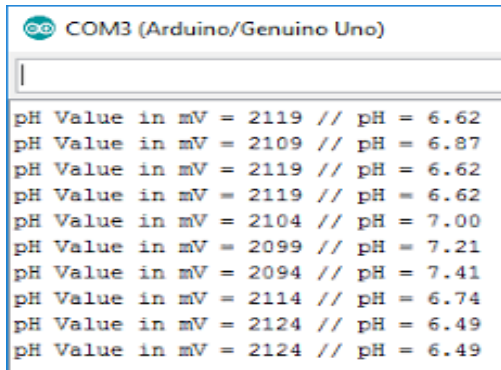 COM3 (Arduino/Genuino Uno)
pH Value in mV = 2119 // pH = 6.62
pH Value in mV = 2109 // pH = 6.87
pH Value in mV = 2119 // pH = 6.62
pH Value in mV = 2119 // pH = 6.62
pH Value in mV = 2104 // pH = 7.00
pH Value in mV = 2099 // pH = 7.21
pH Value in mV = 2094 // pH = 7.41
pH Value in mV = 2114 // pH = 6.74
pH Value in mV = 2124 // pH = 6.49
pH Value in mV = 2124 // pH = 6.49